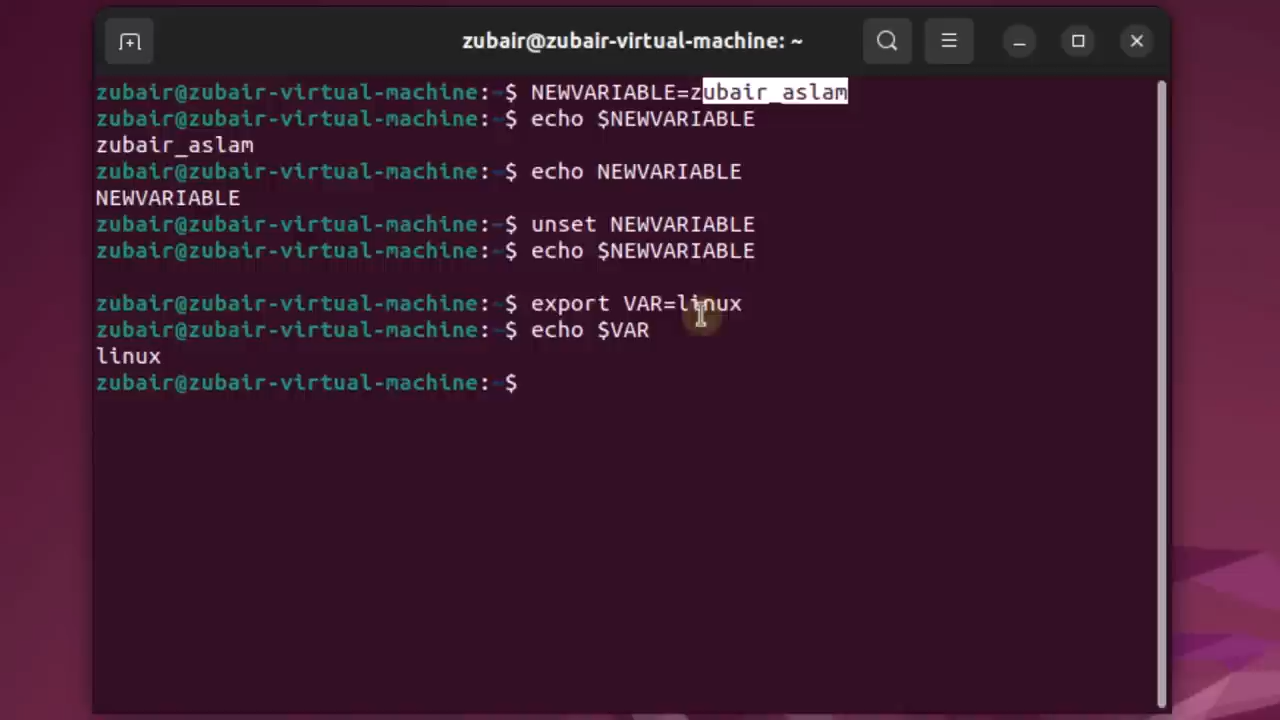 zubair@zubair-virtual-machine: ~
zubair@zubair-virtual-machine:~$ NEWVARIABLE=zubair_aslam
zubair@zubair-virtual-machine:~$ echo $NEWVARIABLE
zubair_aslam
zubair@zubair-virtual-machine:~$ echo NEWVARIABLE
NEWVARIABLE
zubair@zubair-virtual-machine:~$ unset NEWVARIABLE
zubair@zubair-virtual-machine:~$ echo $NEWVARIABLE
zubair@zubair-virtual-machine:~$ export VAR=linux
zubair@zubair-virtual-machine:~$ echo $VAR
linux
zubair@zubair-virtual-machine:~$